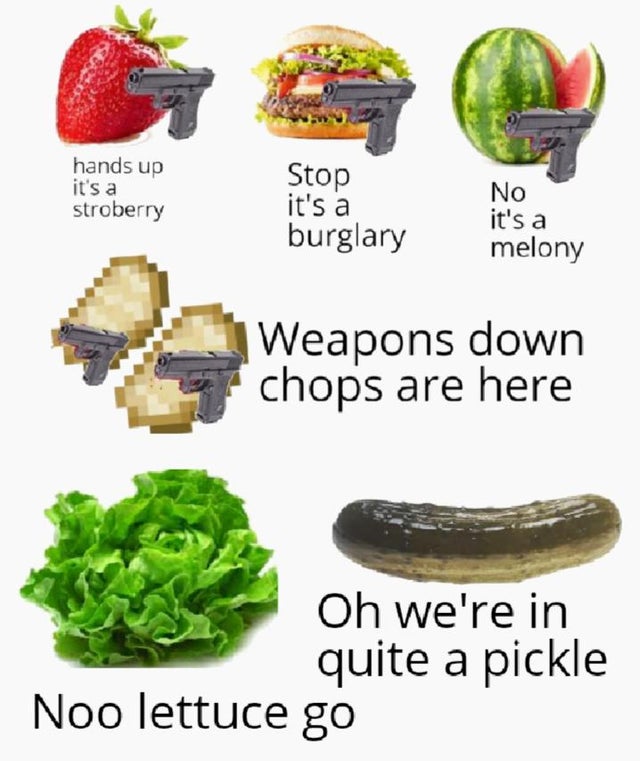 hands up
it's a
stroberry
Stop
it's a
burglary
No
it's a
melony
Weapons down
chops are here
Oh we're in
quite a pickle
Noo lettuce go